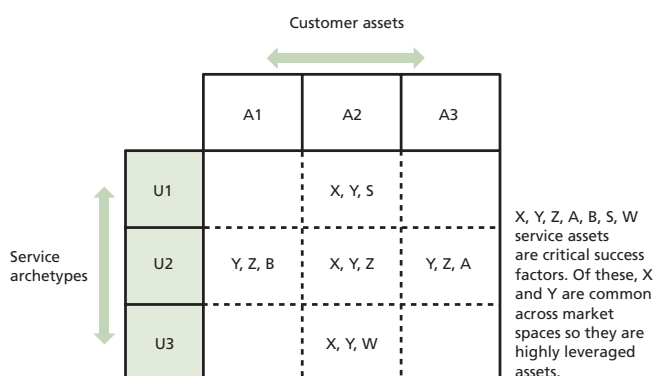 Customer assets
A1 A2 A3
U1 X, Y, S
Service
archetypes
U2 Y, Z, B X, Y, Z Y, Z, A
U3 X, Y, W
X, Y, Z, A, B, S, W
service assets
are critical success
factors. Of these, X
and Y are common
across market
spaces so they are
highly leveraged
assets.